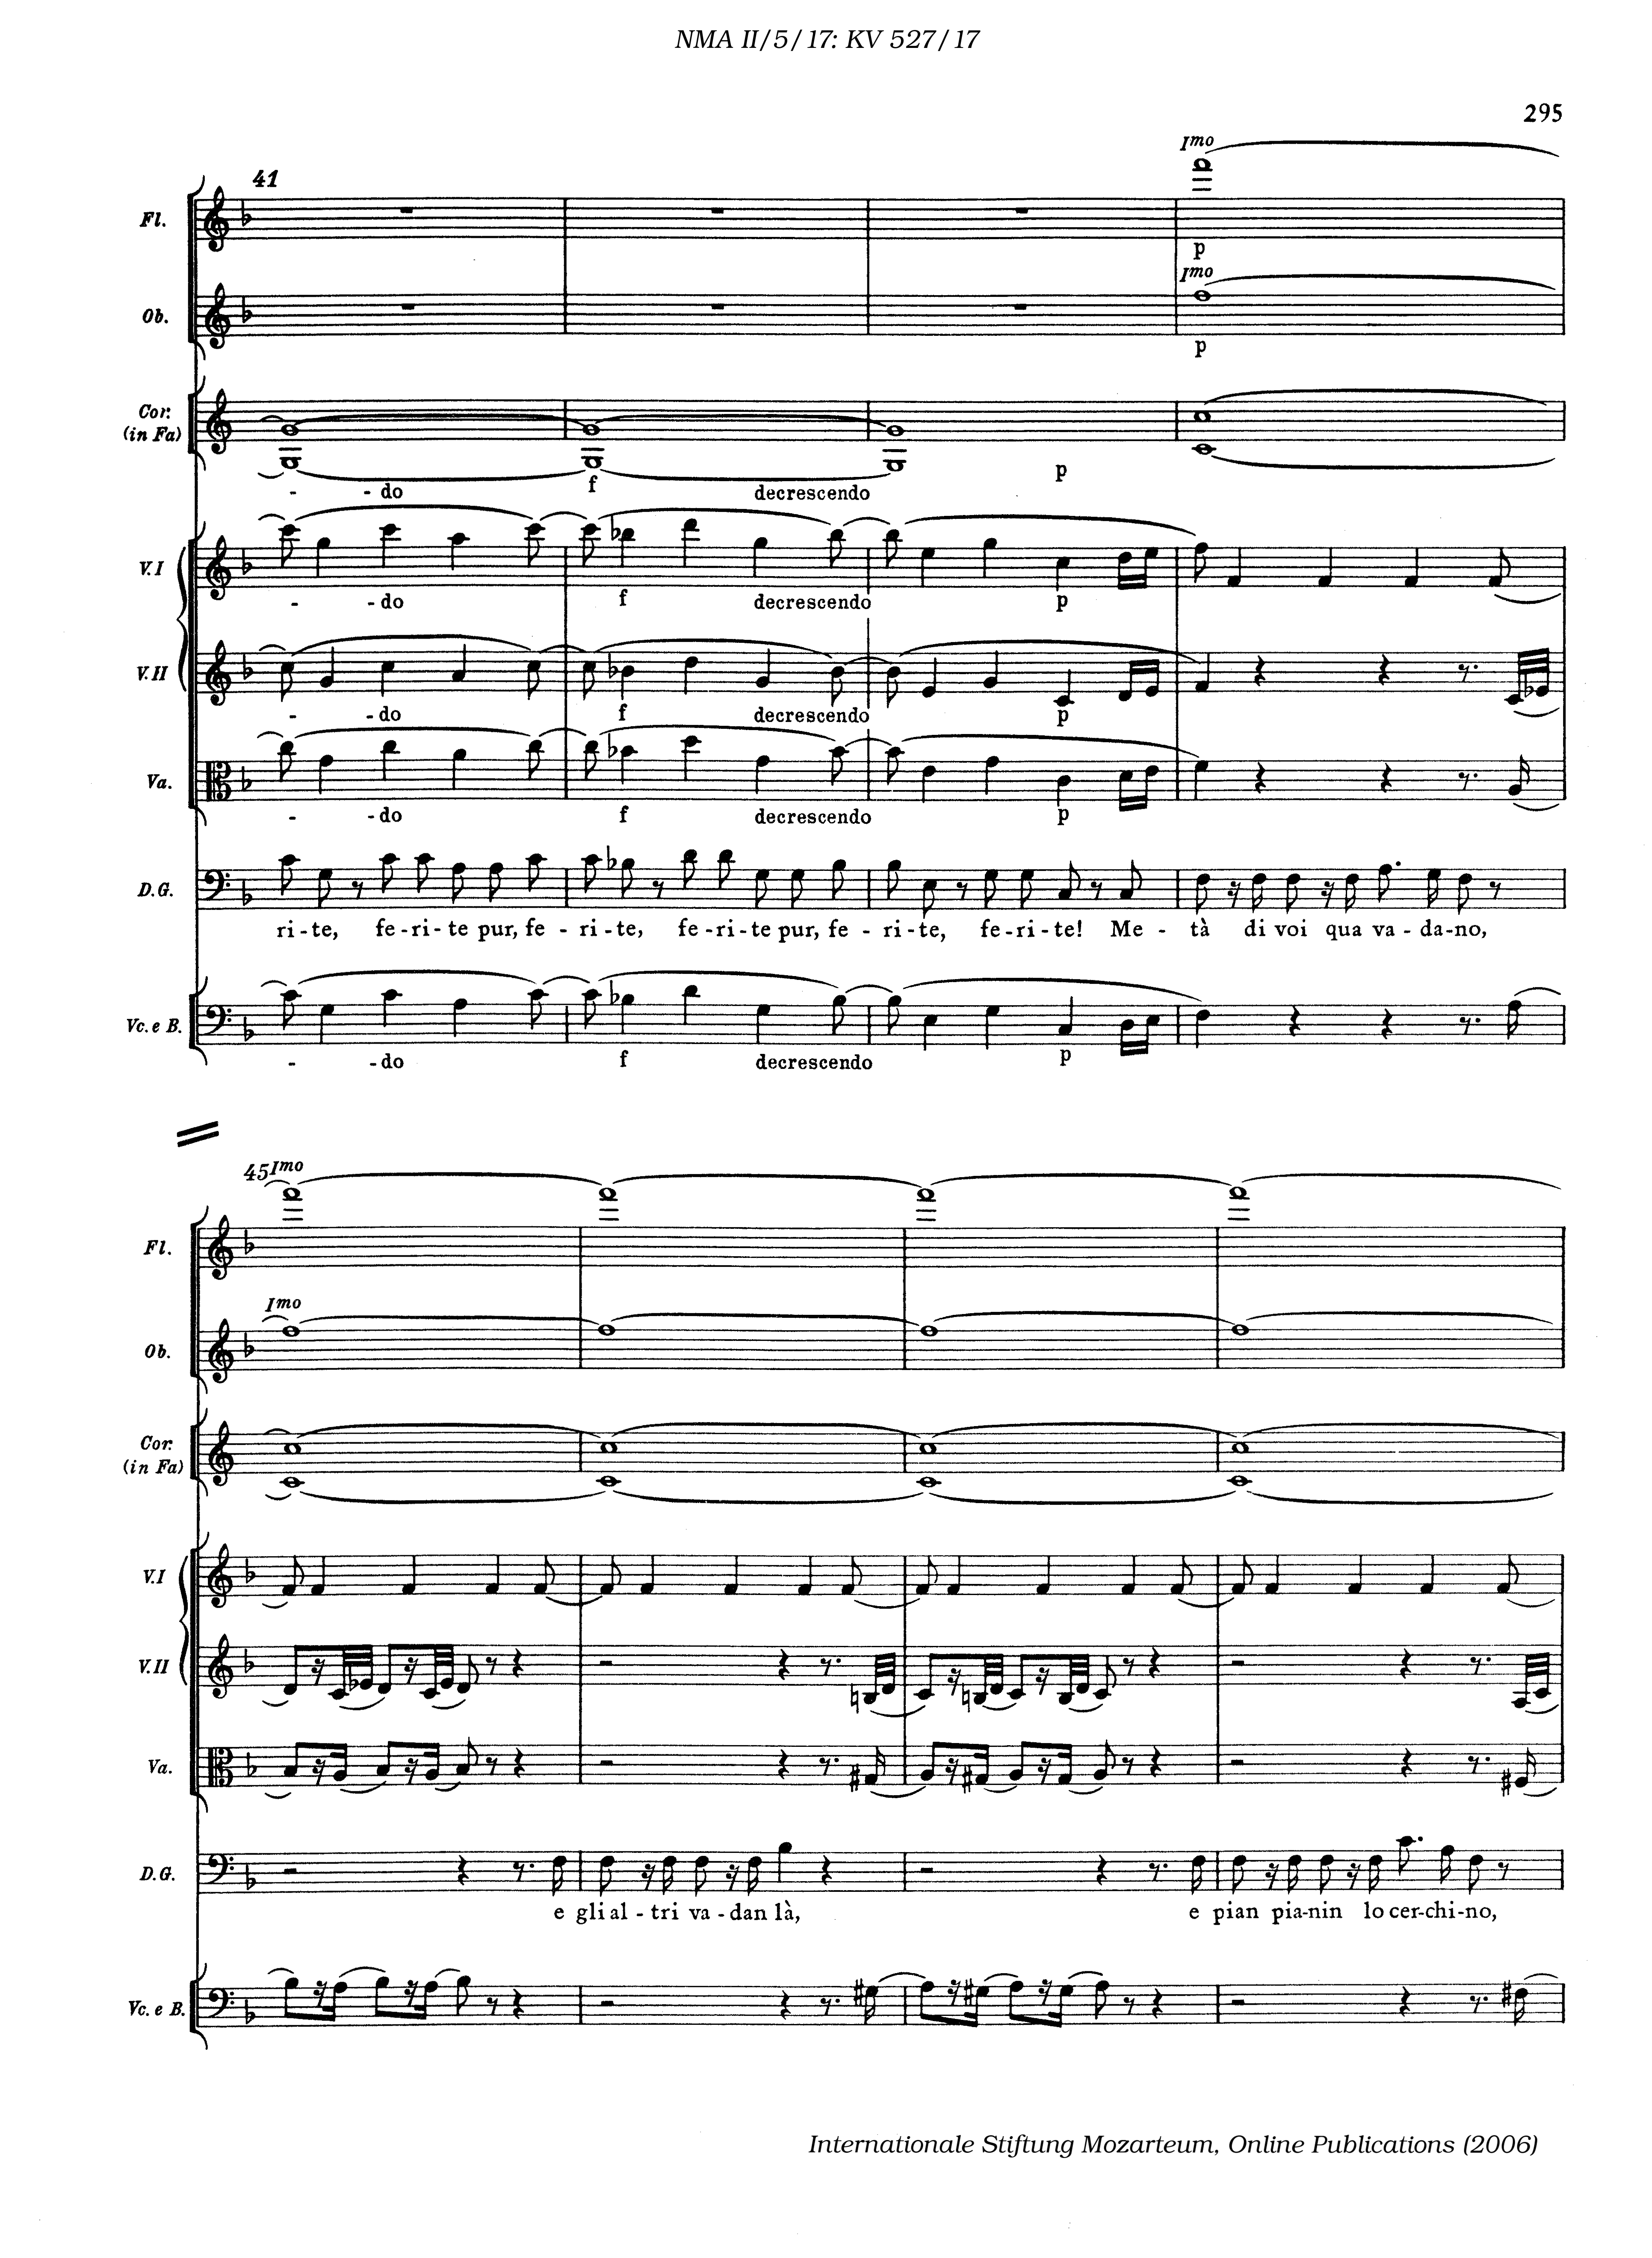 NMA II/5/17: KV 527/17
295
41
Imo
Fl.
p
Imo
Ob.
p
Cor.
(in Fa)
- - do f decrescendo p
V.I
- - do f decrescendo p
V.II
- - do f decrescendo p
Va.
- - do f decrescendo p
D.G.
ri-te, fe-ri-te pur, fe - ri-te, fe-ri-te pur, fe - ri-te, fe-ri-te! Me - tà di voi qua va-da-no,
Vc. e B.
- - do f decrescendo p
45 Imo
Fl.
Imo
Ob.
Cor.
(in Fa)
V.I
V.II
Va.
D.G.
e gli al-tri va-dan là, e pian pia-nin lo cer-chi-no,
Vc. e B.
Internationale Stiftung Mozarteum, Online Publications (2006)